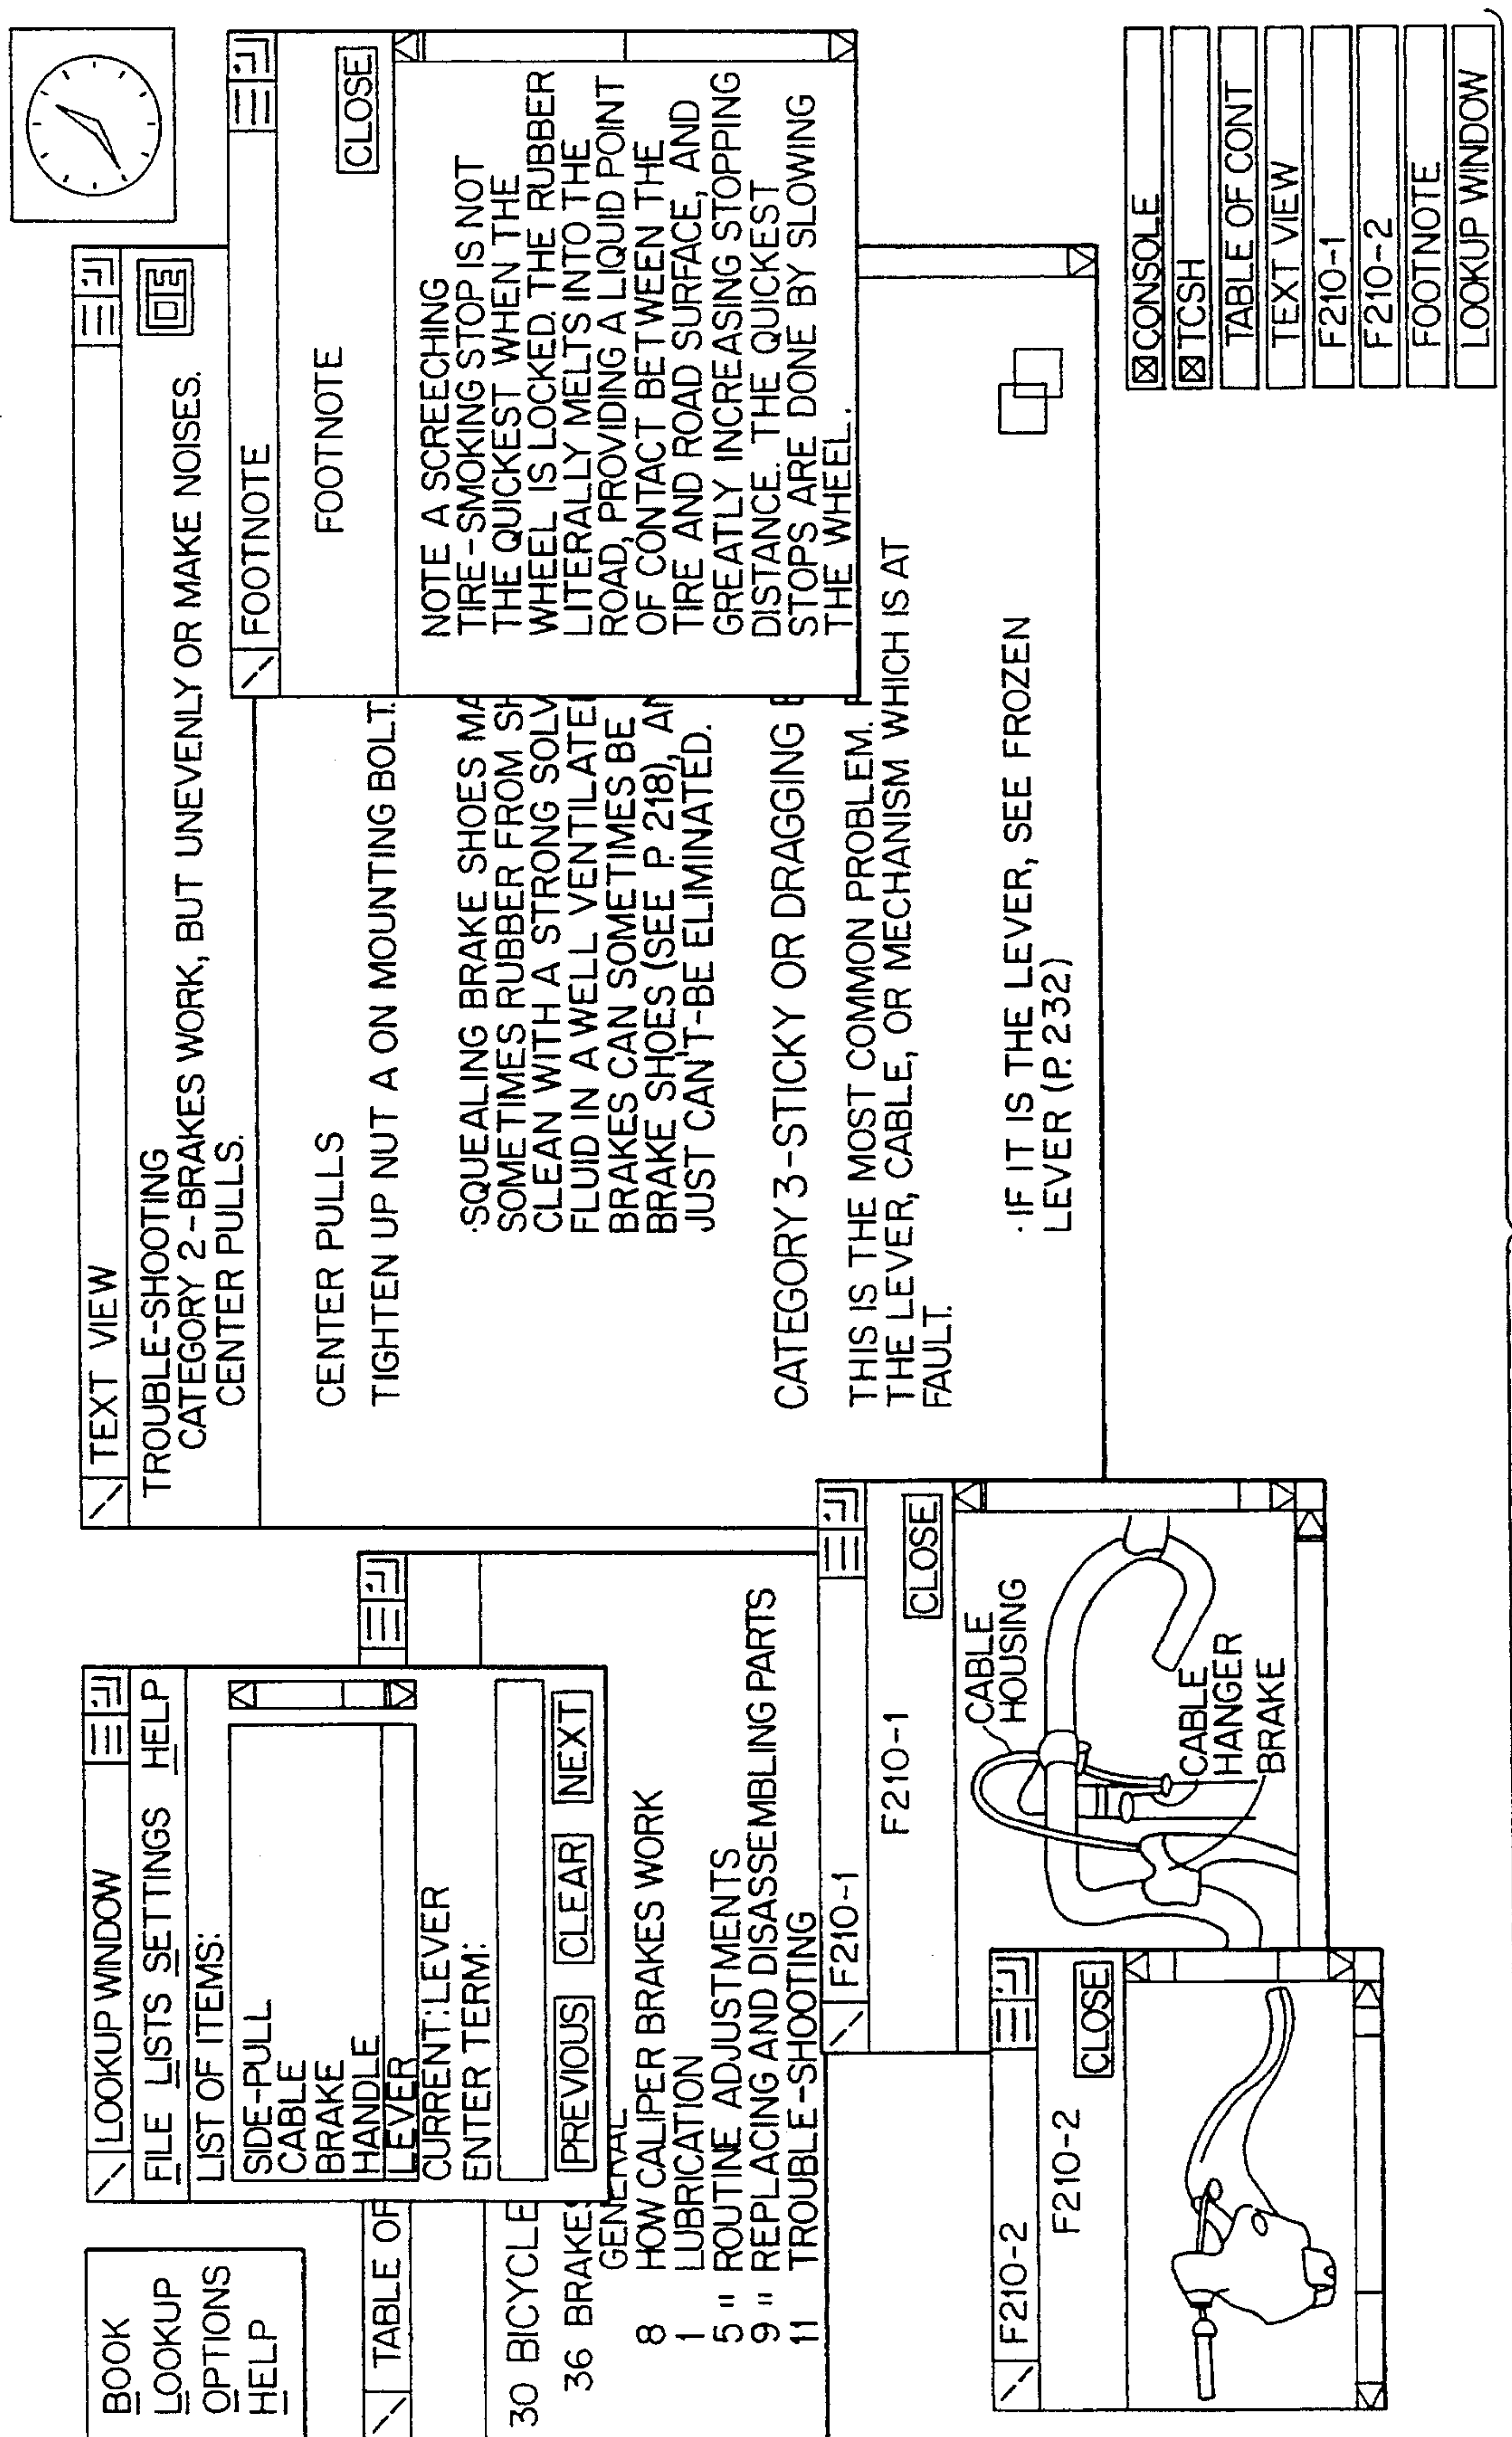 BOOK
LOOKUP
OPTIONS
HELP
LOOKUP WINDOW
FILE LISTS SETTINGS HELP
LIST OF ITEMS:
SIDE-PULL
CABLE
BRAKE
HANDLE
LEVER
CURRENT:LEVER
ENTER TERM:
PREVIOUS CLEAR NEXT
TABLE OF
30 BICYCLE
36 BRAKES
GENERAL
8 HOW CALIPER BRAKES WORK
1 LUBRICATION
5 " ROUTINE ADJUSTMENTS
9 " REPLACING AND DISASSEMBLING PARTS
11 TROUBLE-SHOOTING
TEXT VIEW
TROUBLE-SHOOTING
CATEGORY 2-BRAKES WORK, BUT UNEVENLY OR MAKE NOISES.
CENTER PULLS.
CENTER PULLS
TIGHTEN UP NUT A ON MOUNTING BOLT.
·SQUEALING BRAKE SHOES MA
SOMETIMES RUBBER FROM SH
CLEAN WITH A STRONG SOLV
FLUID IN A WELL VENTILATE
BRAKES CAN SOMETIMES BE
BRAKE SHOES (SEE P. 218), AN
JUST CAN'T-BE ELIMINATED.
CATEGORY 3-STICKY OR DRAGGING
THIS IS THE MOST COMMON PROBLEM.
THE LEVER, CABLE, OR MECHANISM WHICH IS AT
FAULT.
·IF IT IS THE LEVER, SEE FROZEN
LEVER (P. 232)
FOOTNOTE
FOOTNOTE
CLOSE
NOTE A SCREECHING
TIRE-SMOKING STOP IS NOT
THE QUICKEST WHEN THE
WHEEL IS LOCKED. THE RUBBER
LITERALLY MELTS INTO THE
ROAD, PROVIDING A LIQUID POINT
OF CONTACT BETWEEN THE
TIRE AND ROAD SURFACE, AND
GREATLY INCREASING STOPPING
DISTANCE. THE QUICKEST
STOPS ARE DONE BY SLOWING
THE WHEEL.
F210-1
F210-1
CLOSE
CABLE
HOUSING
CABLE
HANGER
BRAKE
F210-2
F210-2
CLOSE
CONSOLE
TCSH
TABLE OF CONT
TEXT VIEW
F210-1
F210-2
FOOTNOTE
LOOKUP WINDOW